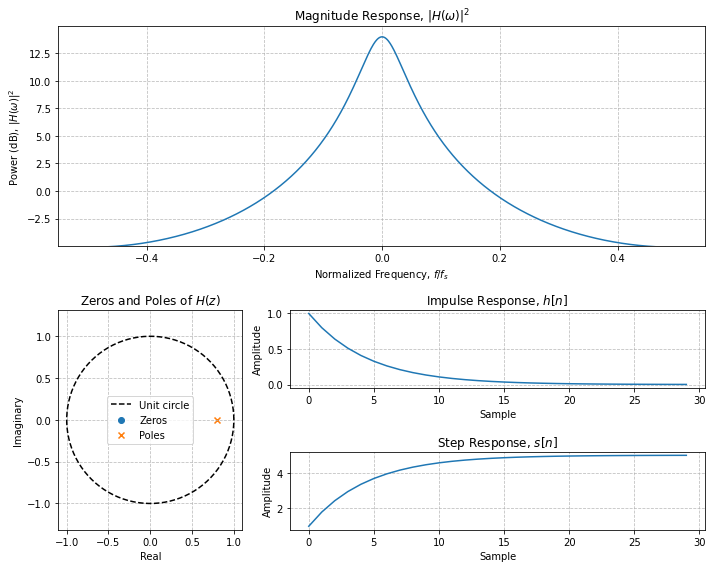 Magnitude Response, |H(ω)|²
Power (dB), |H(ω)|²
12.5
10.0
7.5
5.0
2.5
0.0
−2.5
−0.4 −0.2 0.0 0.2 0.4
Normalized Frequency, f/fₛ
Zeros and Poles of H(z)
Imaginary
1.0
0.5
0.0
−0.5
−1.0
Unit circle
Zeros
Poles
−1.0 −0.5 0.0 0.5 1.0
Real
Impulse Response, h[n]
Amplitude
1.0
0.5
0.0
0 5 10 15 20 25 30
Sample
Step Response, s[n]
Amplitude
4
2
0 5 10 15 20 25 30
Sample